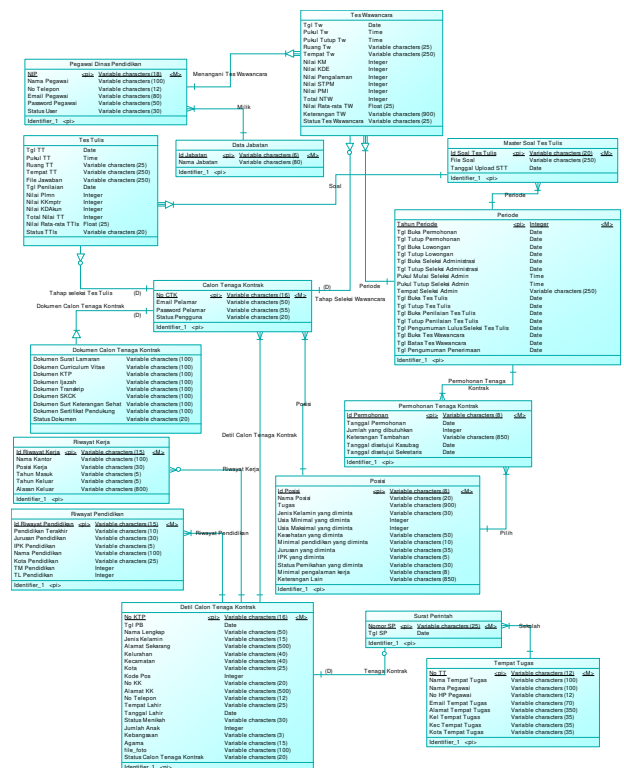 Tes Wawancara
Tgl Tw Date
Pukul Tw Time
Pukul Tutup Tw Time
Ruang Tw Variable characters (25)
Tempat Tw Variable characters (250)
Nilai KM Integer
Nilai KDE Integer
Nilai Pengalaman Integer
Nilai STPM Integer
Nilai PMI Integer
Total NTW Integer
Nilai Rata-rata TW Float (25)
Keterangan TW Variable characters (900)
Status Tes Wawancara Variable characters (25)
Pegawai Dinas Pendidikan
NIP <pi> Variable characters (18) <M>
Nama Pegawai Variable characters (100)
No Telepon Variable characters (12)
Email Pegawai Variable characters (80)
Password Pegawai Variable characters (50)
Status User Variable characters (30)
Identifier_1 <pi>
Menangani Tes Wawancara
Milik
Data Jabatan
Id Jabatan <pi> Variable characters (6) <M>
Nama Jabatan Variable characters (80)
Identifier_1 <pi>
Tes Tulis
Tgl TT Date
Pukul TT Time
Ruang TT Variable characters (25)
Tempat TT Variable characters (250)
File Jawaban Variable characters (250)
Tgl Penilaian Date
Nilai Plmn Integer
Nilai KKmptr Integer
Nilai KDAkun Integer
Total Nilai TT Integer
Nilai Rata-rata TTls Float (25)
Status TTls Variable characters (20)
Master Soal Tes Tulis
Id Soal Tes Tulis <pi> Variable characters (20) <M>
File Soal Variable characters (250)
Tanggal Upload STT Date
Identifier_1 <pi>
Soal
Periode
Periode
Tahun Periode <pi> Integer <M>
Tgl Buka Permohonan Date
Tgl Tutup Permohonan Date
Tgl Buka Lowongan Date
Tgl Tutup Lowongan Date
Tgl Buka Seleksi Administrasi Date
Tgl Tutup Seleksi Administrasi Date
Pukul Mulai Seleksi Admin Time
Pukul Tutup Seleksi Admin Time
Tempat Seleksi Admin Variable characters (250)
Tgl Buka Tes Tulis Date
Tgl Tutup Tes Tulis Date
Tgl Buka Penilaian Tes Tulis Date
Tgl Tutup Penilaian Tes Tulis Date
Tgl Pengumuman Lulus Seleksi Tes Tulis Date
Tgl Buka Tes Wawancara Date
Tgl Batas Tes Wawancara Date
Tgl Pengumuman Penerimaan Date
Identifier_1 <pi>
Periode
Tahap seleksi Tes Tulis (D)
Dokumen Calon Tenaga Kontrak
(D)
Calon Tenaga Kontrak
No CTK <pi> Variable characters (16) <M>
Email Pelamar Variable characters (50)
Password Pelamar Variable characters (55)
Status Pengguna Variable characters (20)
Identifier_1 <pi>
(D)
Tahap Seleksi Wawancara
Dokumen Calon Tenaga Kontrak
Dokumen Surat Lamaran Variable characters (100)
Dokumen Curriculum Vitae Variable characters (100)
Dokumen KTP Variable characters (100)
Dokumen Ijazah Variable characters (100)
Dokumen Transkip Variable characters (100)
Dokumen SKCK Variable characters (100)
Dokumen Surt Keterangan Sehat Variable characters (100)
Dokumen Sertifikat Pendukung Variable characters (100)
Status Dokumen Variable characters (20)
Permohonan Tenaga
Kontrak
Permohonan Tenaga Kontrak
Id Permohonan <pi> Variable characters (8) <M>
Tanggal Permohonan Date
Jumlah yang dibutuhkan Integer
Keterangan Tambahan Variable characters (850)
Tanggal disetujui Kasubag Date
Tanggal disetujui Seketaris Date
Identifier_1 <pi>
Posisi
Detil Calon Tenaga Kontrak
Riwayat Kerja
Id Riwayat Kerja <pi> Variable characters (15) <M>
Nama Kantor Variable characters (100)
Posisi Kerja Variable characters (30)
Tahun Masuk Variable characters (5)
Tahun Keluar Variable characters (5)
Alasan Keluar Variable characters (600)
Identifier_1 <pi>
Riwayat Kerja
Posisi
Id Posisi <pi> Variable characters (8) <M>
Nama Posisi Variable characters (20)
Tugas Variable characters (900)
Jenis Kelamin yang diminta Variable characters (30)
Usia Minimal yang diminta Integer
Usia Maksimal yang diminta Integer
Kesehatan yang diminta Variable characters (50)
Minimal pendidikan yang diminta Variable characters (10)
Jurusan yang diminta Variable characters (35)
IPK yang diminta Variable characters (5)
Status Pernikahan yang diminta Variable characters (30)
Minimal pengalaman kerja Variable characters (8)
Keterangan Lain Variable characters (850)
Identifier_1 <pi>
Pilih
Riwayat Pendidikan
Id Riwayat Pendidikan <pi> Variable characters (15) <M>
Pendidikan Terakhir Variable characters (10)
Jurusan Pendidikan Variable characters (30)
IPK Pendidikan Variable characters (5)
Nama Pendidikan Variable characters (100)
Kota Pendidikan Variable characters (25)
TM Pendidikan Integer
TL Pendidikan Integer
Identifier_1 <pi>
Riwayat Pendidikan
Detil Calon Tenaga Kontrak
No KTP <pi> Variable characters (16) <M>
Tgl PB Date
Nama Lengkap Variable characters (50)
Jenis Kelamin Variable characters (15)
Alamat Sekarang Variable characters (500)
Kelurahan Variable characters (40)
Kecamatan Variable characters (40)
Kota Variable characters (25)
Kode Pos Integer
No KK Variable characters (20)
Alamat KK Variable characters (500)
No Telepon Variable characters (12)
Tempat Lahir Variable characters (25)
Tanggal Lahir Date
Status Menikah Variable characters (30)
Jumlah Anak Integer
Kebangsaan Variable characters (3)
Agama Variable characters (15)
file_foto Variable characters (100)
Status Calon Tenaga Kontrak Variable characters (20)
Identifier_1 <pi>
(D) Tenaga Kontrak
Surat Perintah
Nomor SP <pi> Variable characters (25) <M>
Tgl SP Date
Identifier_1 <pi>
Sekolah
Tempat Tugas
No TT <pi> Variable characters (12) <M>
Nama Tempat Tugas Variable characters (100)
Nama Pegawai Variable characters (100)
No HP Pegawai Variable characters (12)
Email Tempat Tugas Variable characters (70)
Alamat Tempat Tugas Variable characters (350)
Kel Tempat Tugas Variable characters (35)
Kec Tempat Tugas Variable characters (35)
Kota Tempat Tugas Variable characters (35)
Identifier_1 <pi>